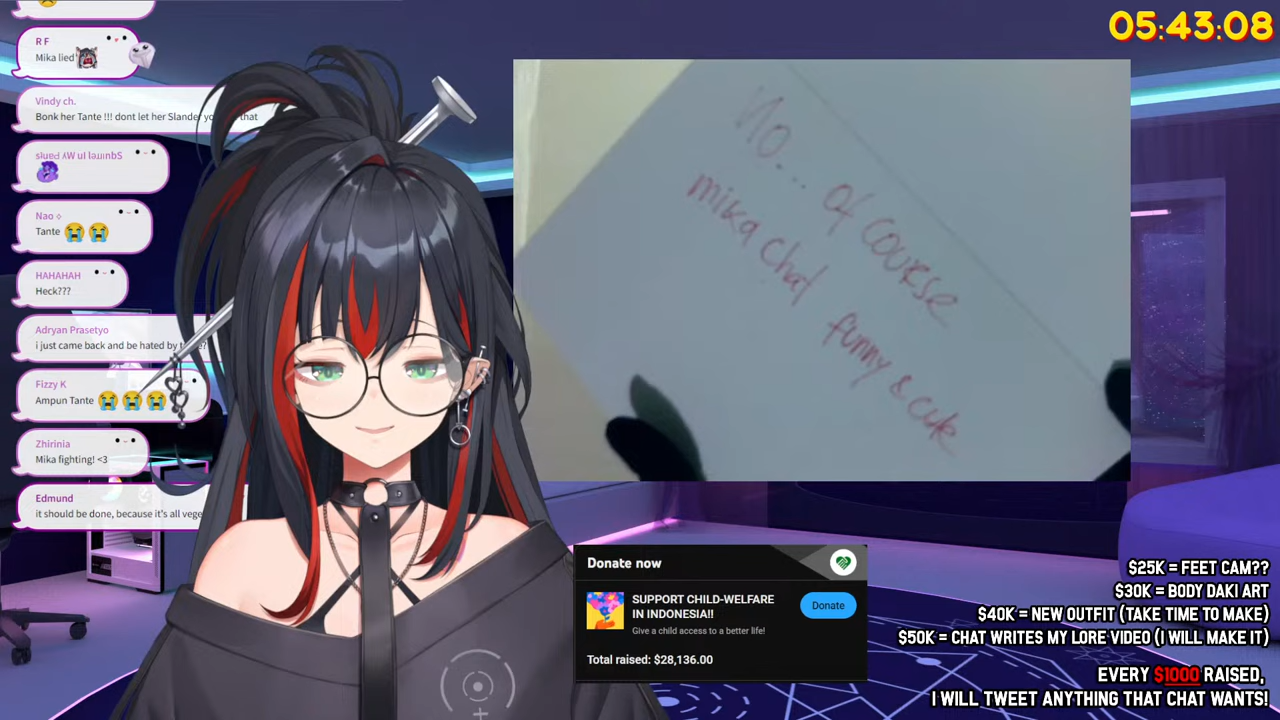 05:43:08
R F
Mika lied
Vindy ch.
Bonk her Tante !!! dont let her Slande yo that
Nao
Tante 😭😭
HAHAHAH
Heck???
Adryan Prasetyo
i just came back and be hated by
Fizzy K
Ampun Tante 😭😭😭
Zhirinia
Mika fighting! <3
Edmund
it should be done, because it's all vege
No... of course
mika chat
funny & cute
Donate now
SUPPORT CHILD-WELFARE
IN INDONESIA!!
Give a child access to a better life!
Donate
Total raised: $28,136.00
$25K = FEET CAM??
$30K = BODY DAKI ART
$40K = NEW OUTFIT (TAKE TIME TO MAKE)
$50K = CHAT WRITES MY LORE VIDEO (I WILL MAKE IT)
EVERY $1000 RAISED,
I WILL TWEET ANYTHING THAT CHAT WANTS!